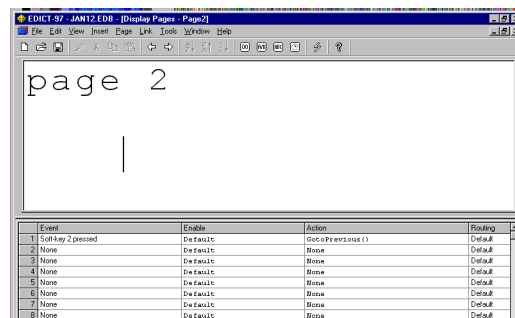 EDICT-97 - JAN12.EDB - [Display Pages - Page2]
File Edit View Insert Page Link Tools Window Help
page 2
Event Enable Action Routing
1 Soft-key 2 pressed Default GotoPrevious() Default
2 None Default None Default
3 None Default None Default
4 None Default None Default
5 None Default None Default
6 None Default None Default
7 None Default None Default
8 None Default None Default